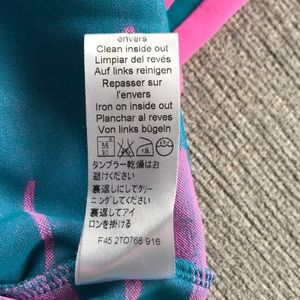 envers
Clean inside out
Limpiar del revés
Auf links reinigen
Repasser sur
l'envers
Iron on inside out
Planchar al reves
Von links bügeln
タンブラー乾燥はお
避けください
裏返しにしてクリー
ニングしてください
裏返してアイ
ロンを掛ける
F45 2TO768 916